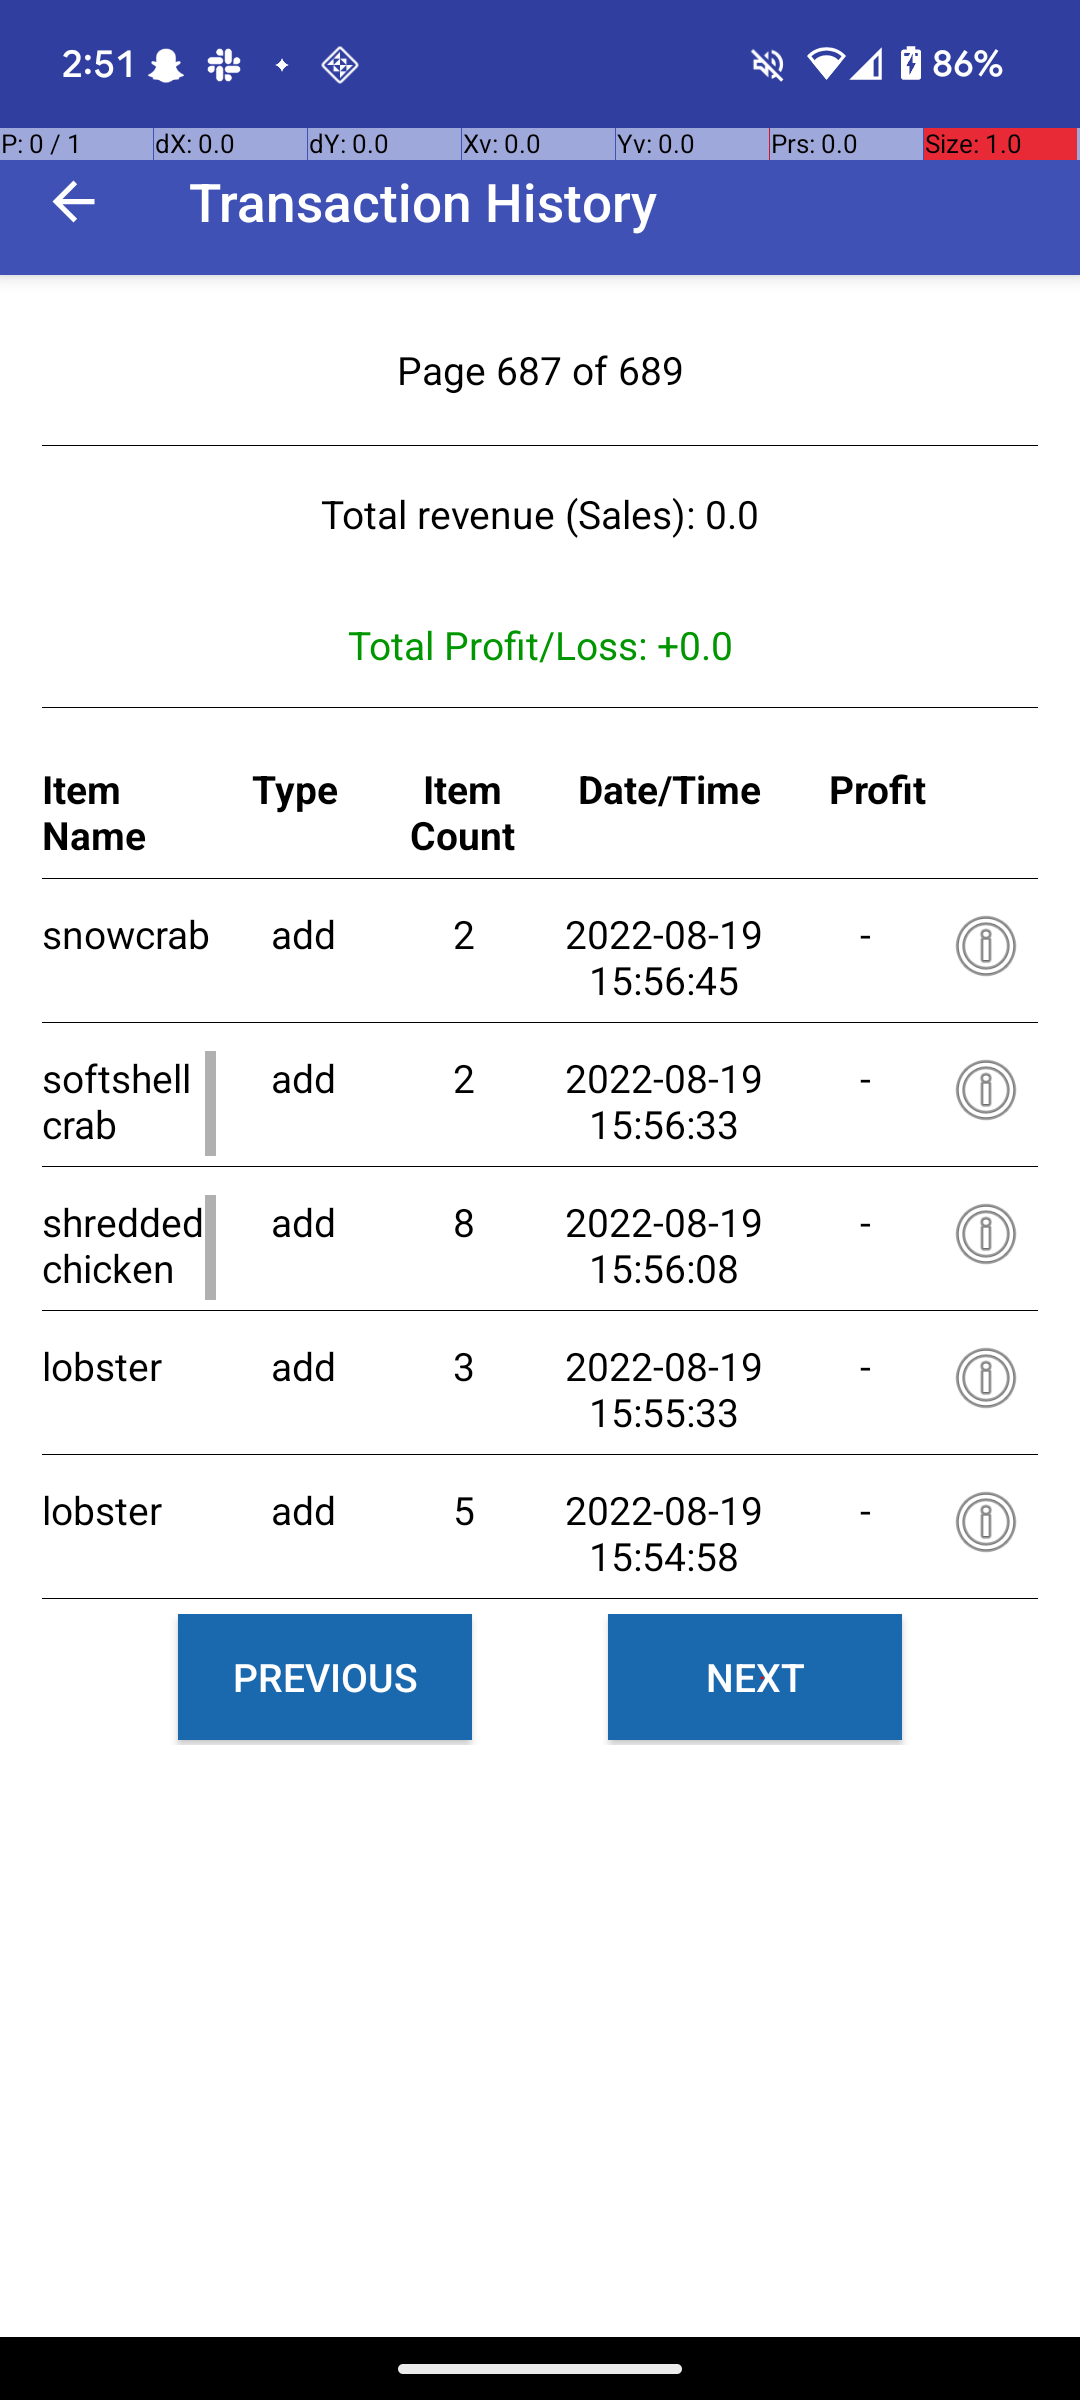 2:51 86%
P: 0 / 1 dX: 0.0 dY: 0.0 Xv: 0.0 Yv: 0.0 Prs: 0.0 Size: 1.0
Transaction History
Page 687 of 689
Total revenue (Sales): 0.0
Total Profit/Loss: +0.0
Item Name Type Item Count Date/Time Profit
snowcrab add 2 2022-08-19 15:56:45 -
softshell crab add 2 2022-08-19 15:56:33 -
shredded chicken add 8 2022-08-19 15:56:08 -
lobster add 3 2022-08-19 15:55:33 -
lobster add 5 2022-08-19 15:54:58 -
PREVIOUS NEXT